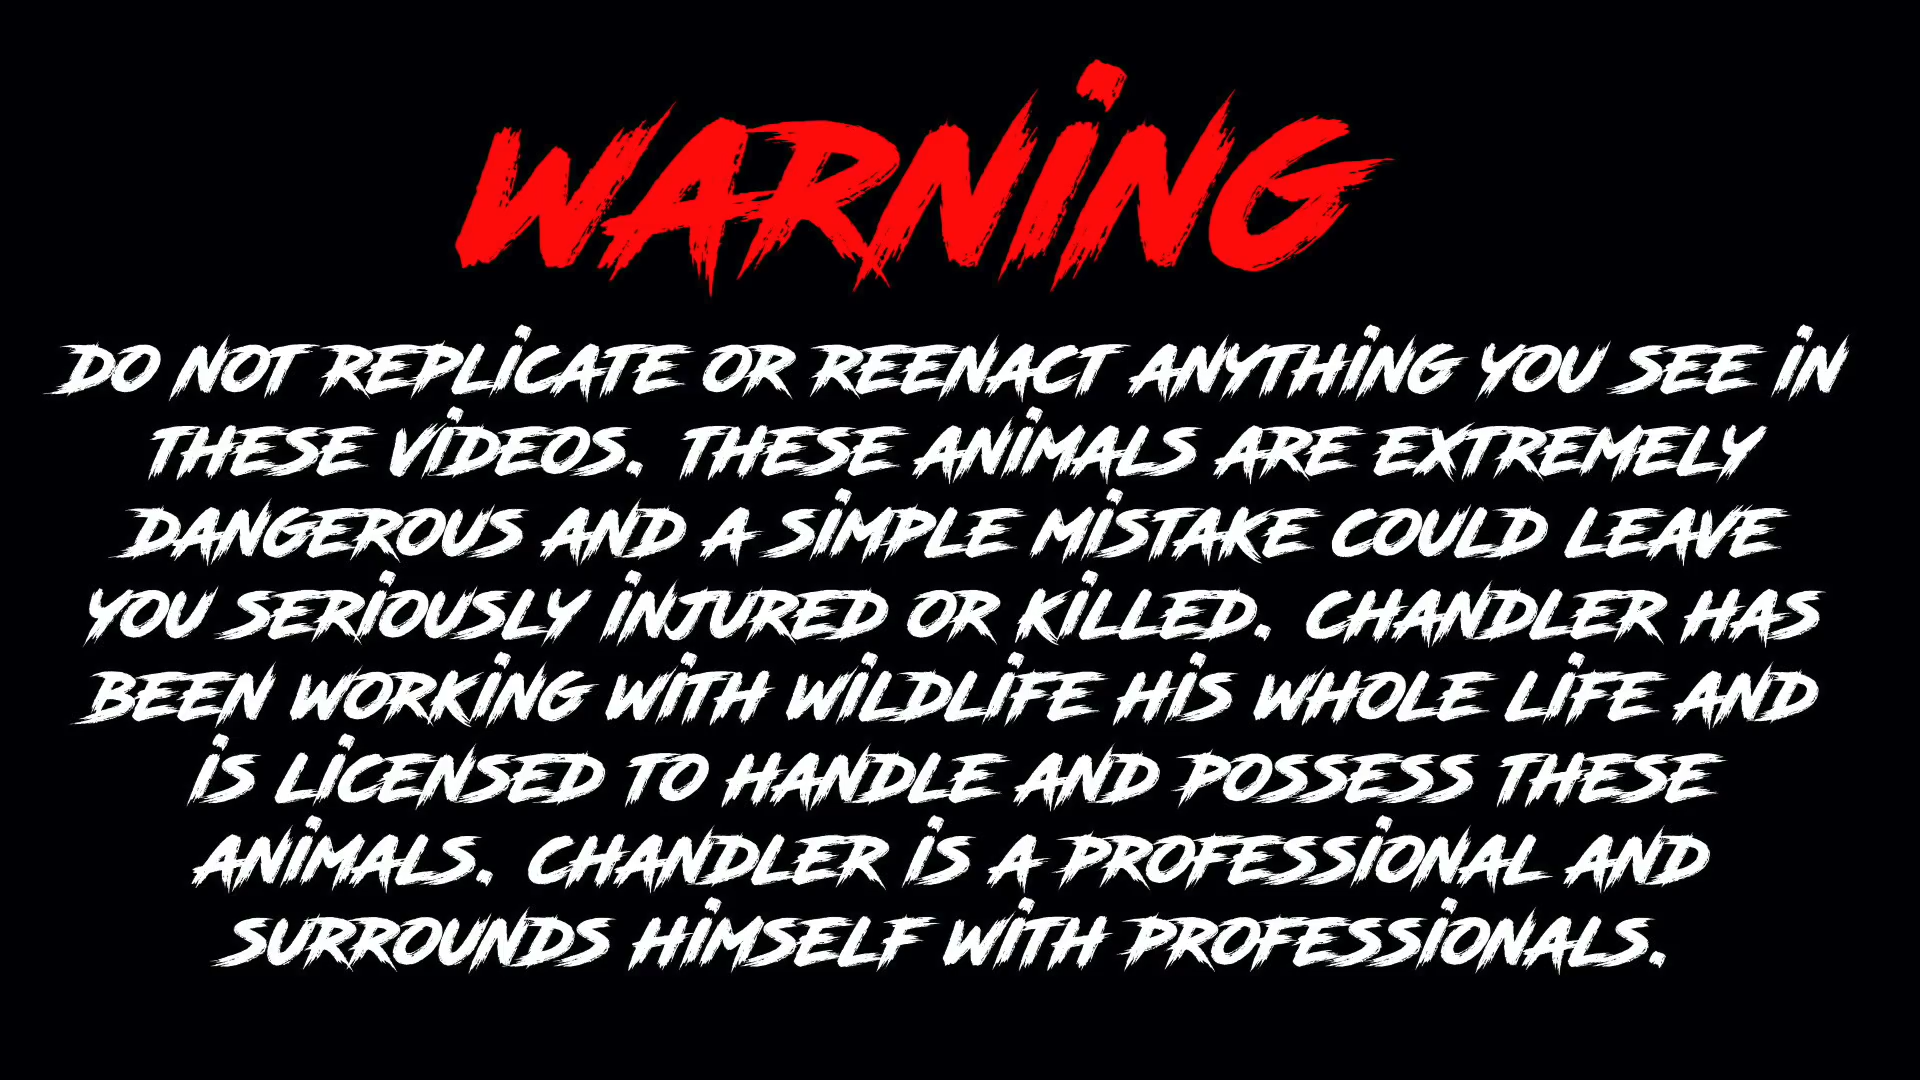 WARNING
DO NOT REPLICATE OR REENACT ANYTHING YOU SEE IN
THESE VIDEOS. THESE ANIMALS ARE EXTREMELY
DANGEROUS AND A SIMPLE MISTAKE COULD LEAVE
YOU SERIOUSLY INJURED OR KILLED. CHANDLER HAS
BEEN WORKING WITH WILDLIFE HIS WHOLE LIFE AND
IS LICENSED TO HANDLE AND POSSESS THESE
ANIMALS. CHANDLER IS A PROFESSIONAL AND
SURROUNDS HIMSELF WITH PROFESSIONALS.